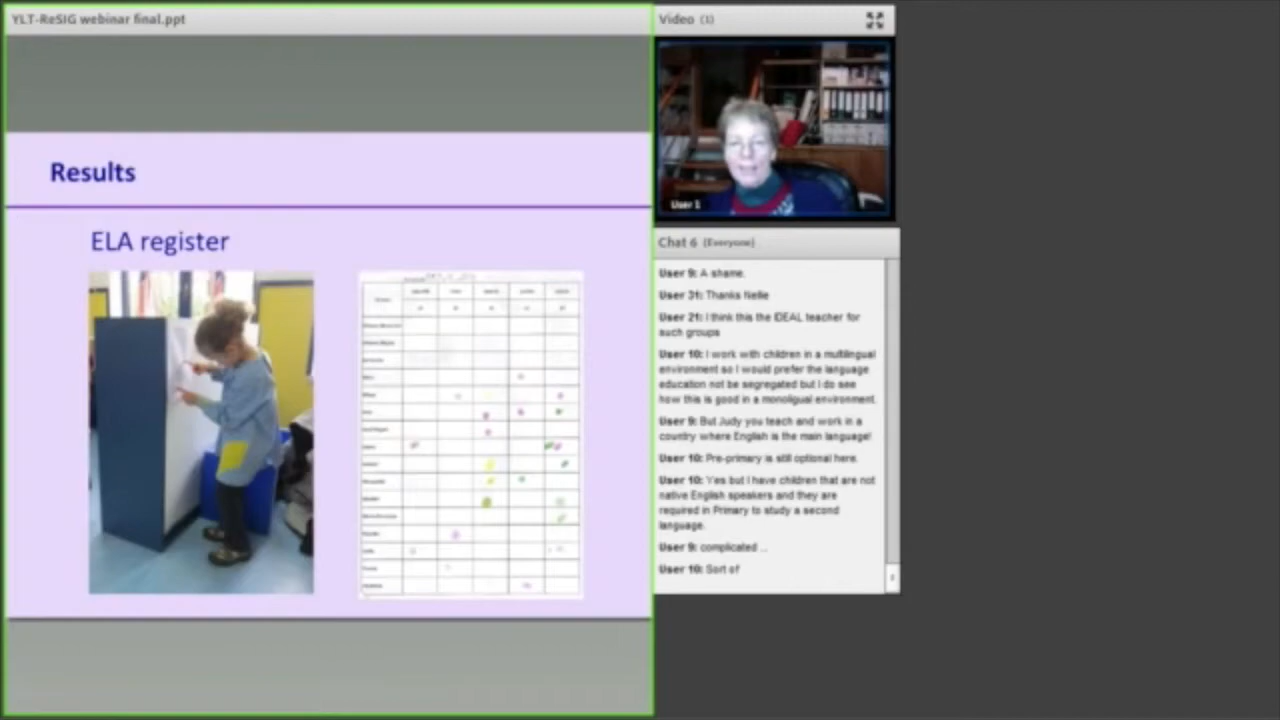 YLT-ReSIG webinar final.ppt
Results
ELA register
Video (1)
User 1
Chat 6 (Everyone)
User 9: A shame.
User 31: Thanks Nellie
User 21: I think this the IDEAL teacher for
such groups
User 10: I work with children in a multilingual
environment so I would prefer the language
education not be segregated but I do see
how this is good in a monoligual environment.
User 9: But Judy you teach and work in a
country where English is the main language!
User 10: Pre-primary is still optional here.
User 10: Yes but I have children that are not
native English speakers and they are
required in Primary to study a second
language.
User 9: complicated ..
User 10: Sort of